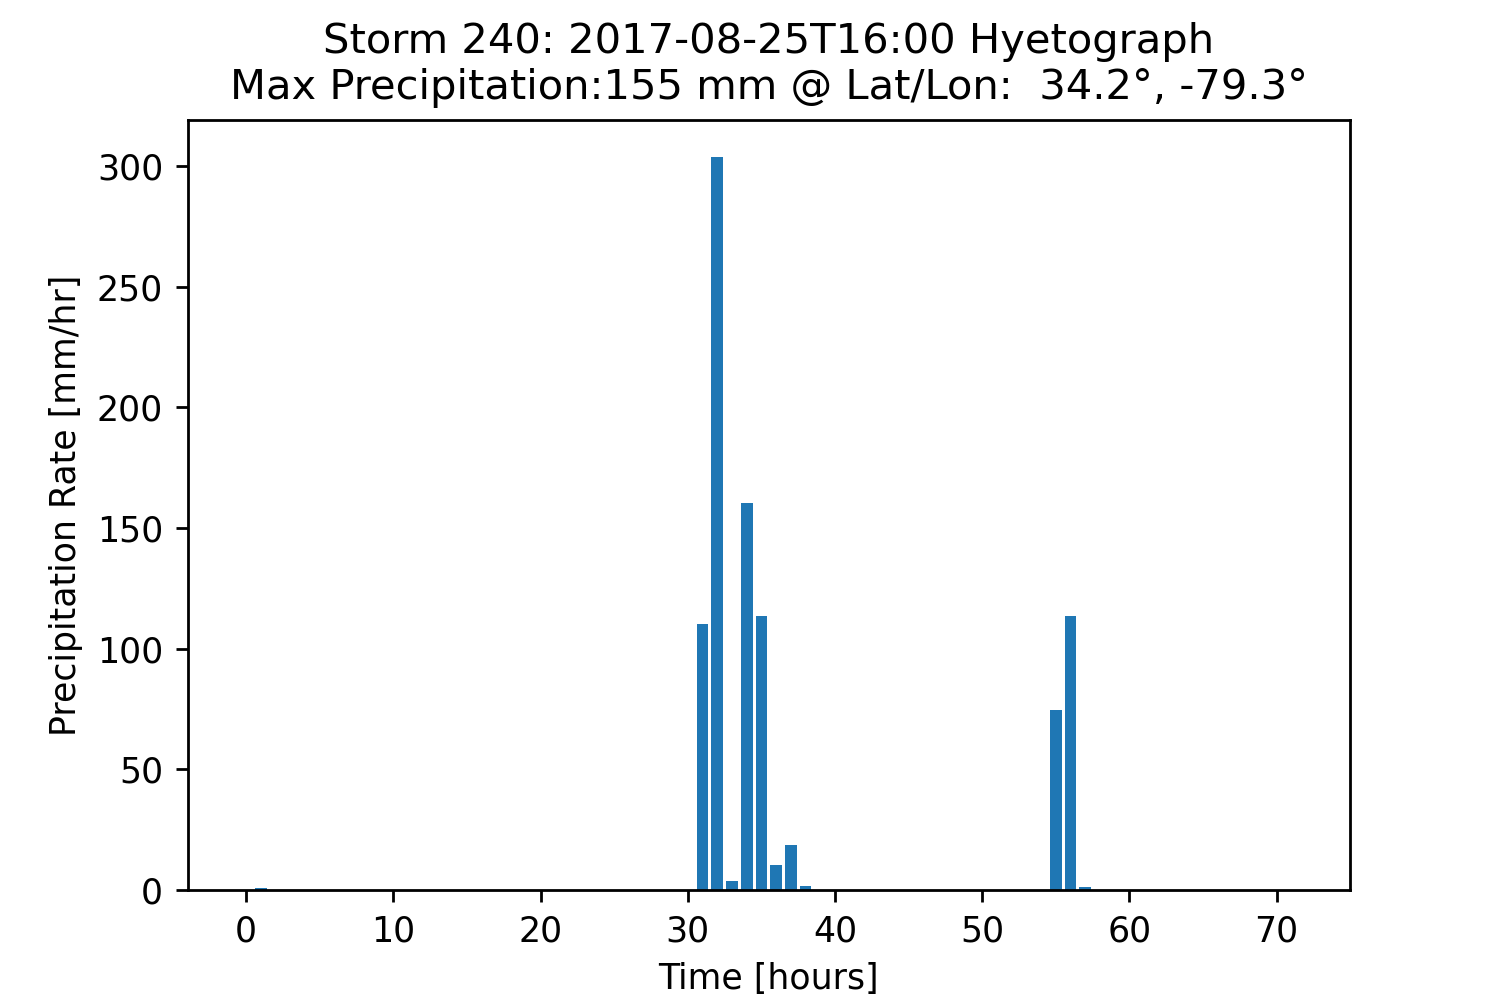 Storm 240: 2017-08-25T16:00 Hyetograph
Max Precipitation:155 mm @ Lat/Lon:  34.2°, -79.3°
Precipitation Rate [mm/hr]
300
250
200
150
100
50
0
0 10 20 30 40 50 60 70
Time [hours]